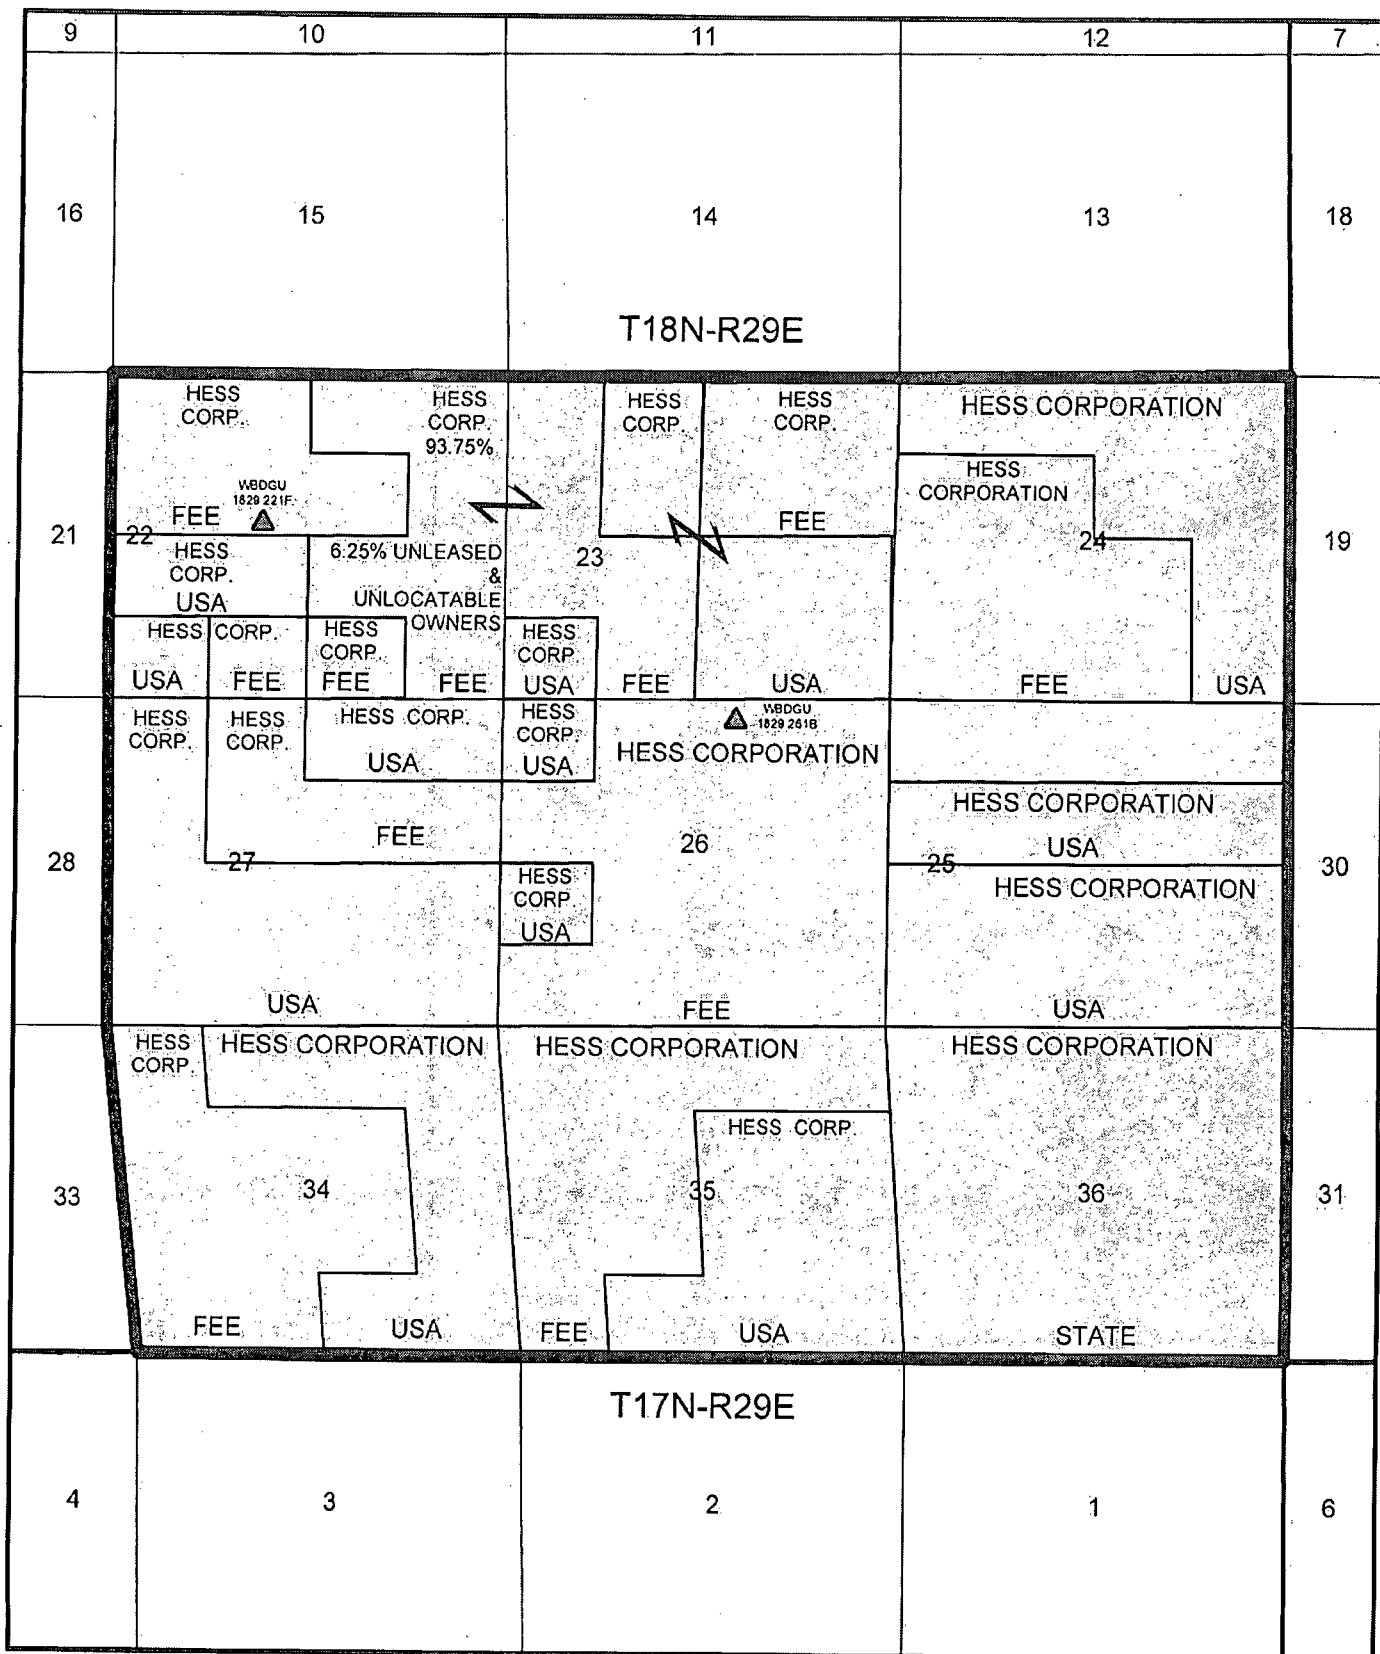 9 10 11 12 7
16 15 14 13 18
T18N-R29E
HESS
CORP.
HESS
CORP.
93.75%
HESS
CORP.
HESS
CORP.
HESS CORPORATION
HESS
CORPORATION
WBDGU
1829 221F
FEE
FEE
21 22 23 24 19
HESS
CORP.
USA
6.25% UNLEASED
&
UNLOCATABLE
OWNERS
HESS CORP.
HESS
CORP.
HESS
CORP.
USA FEE FEE FEE USA FEE USA FEE USA
HESS
CORP.
HESS
CORP.
HESS CORP.
USA
HESS
CORP.
USA
WBDGU
1829 261B
HESS CORPORATION
HESS CORPORATION
USA
FEE
28 27 26 25 30
HESS
CORP.
USA
HESS CORPORATION
USA FEE USA
HESS
CORP.
HESS CORPORATION
HESS CORPORATION
HESS CORPORATION
HESS CORP.
33 34 35 36 31
FEE USA FEE USA STATE
T17N-R29E
4 3 2 1 6